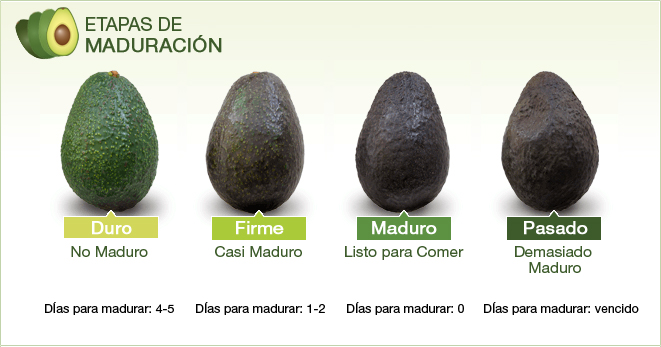 ETAPAS DE
MADURACIÓN
Duro
No Maduro
Días para madurar: 4-5
Firme
Casi Maduro
Días para madurar: 1-2
Maduro
Listo para Comer
Días para madurar: 0
Pasado
Demasiado
Maduro
Días para madurar: vencido